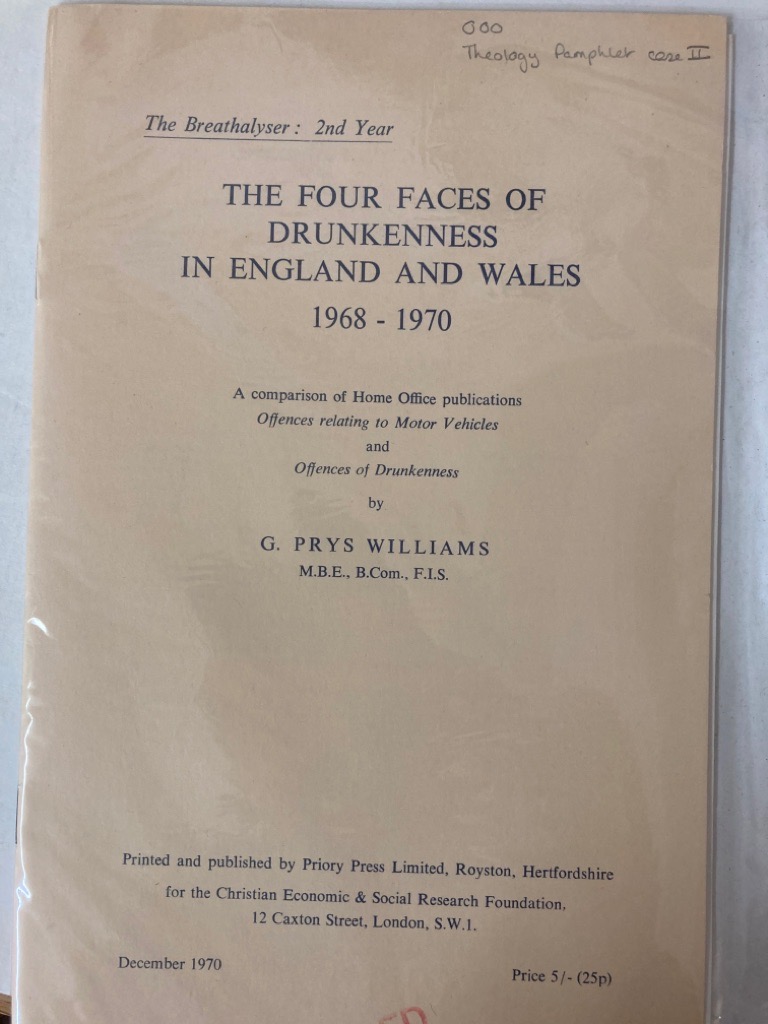 000
Theology Pamphlet case II
The Breathalyser: 2nd Year
THE FOUR FACES OF
DRUNKENNESS
IN ENGLAND AND WALES
1968 - 1970
A comparison of Home Office publications
Offences relating to Motor Vehicles
and
Offences of Drunkenness
by
G. PRYS WILLIAMS
M.B.E., B.Com., F.I.S.
Printed and published by Priory Press Limited, Royston, Hertfordshire
for the Christian Economic & Social Research Foundation,
12 Caxton Street, London, S.W.1.
December 1970
Price 5/- (25p)